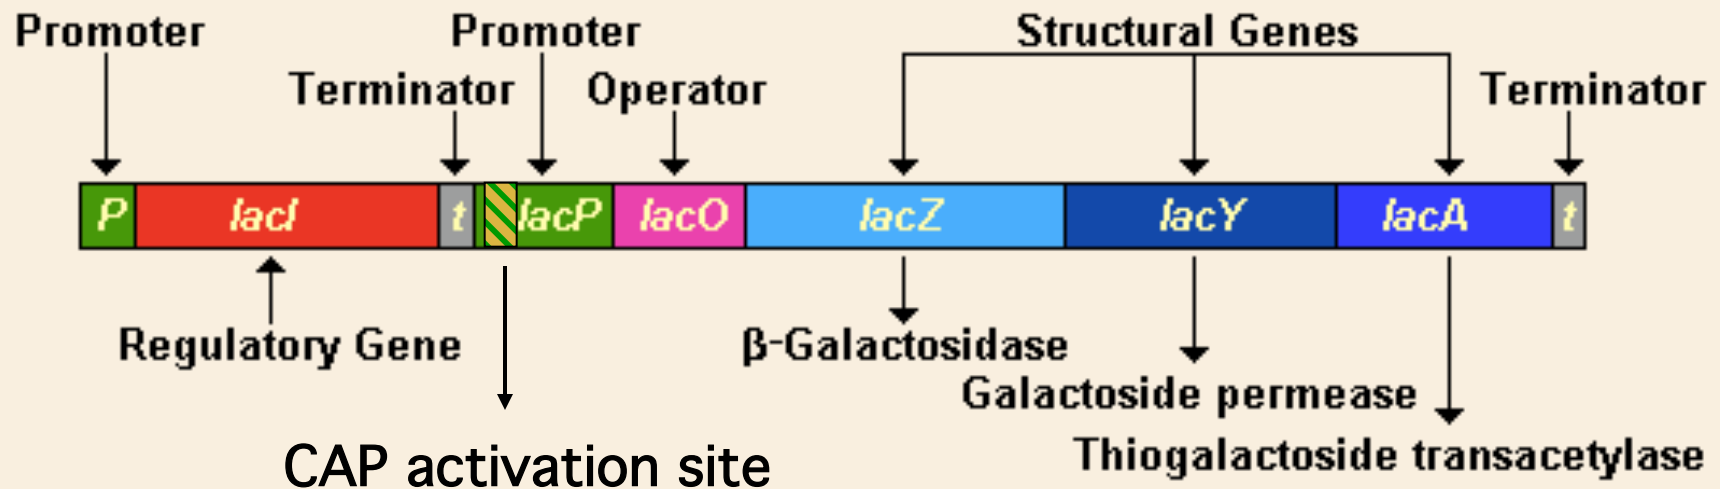 Promoter Promoter Structural Genes
Terminator Operator Terminator
P lacI t lacP lacO lacZ lacY lacA t
Regulatory Gene β-Galactosidase
Galactoside permease
CAP activation site Thiogalactoside transacetylase